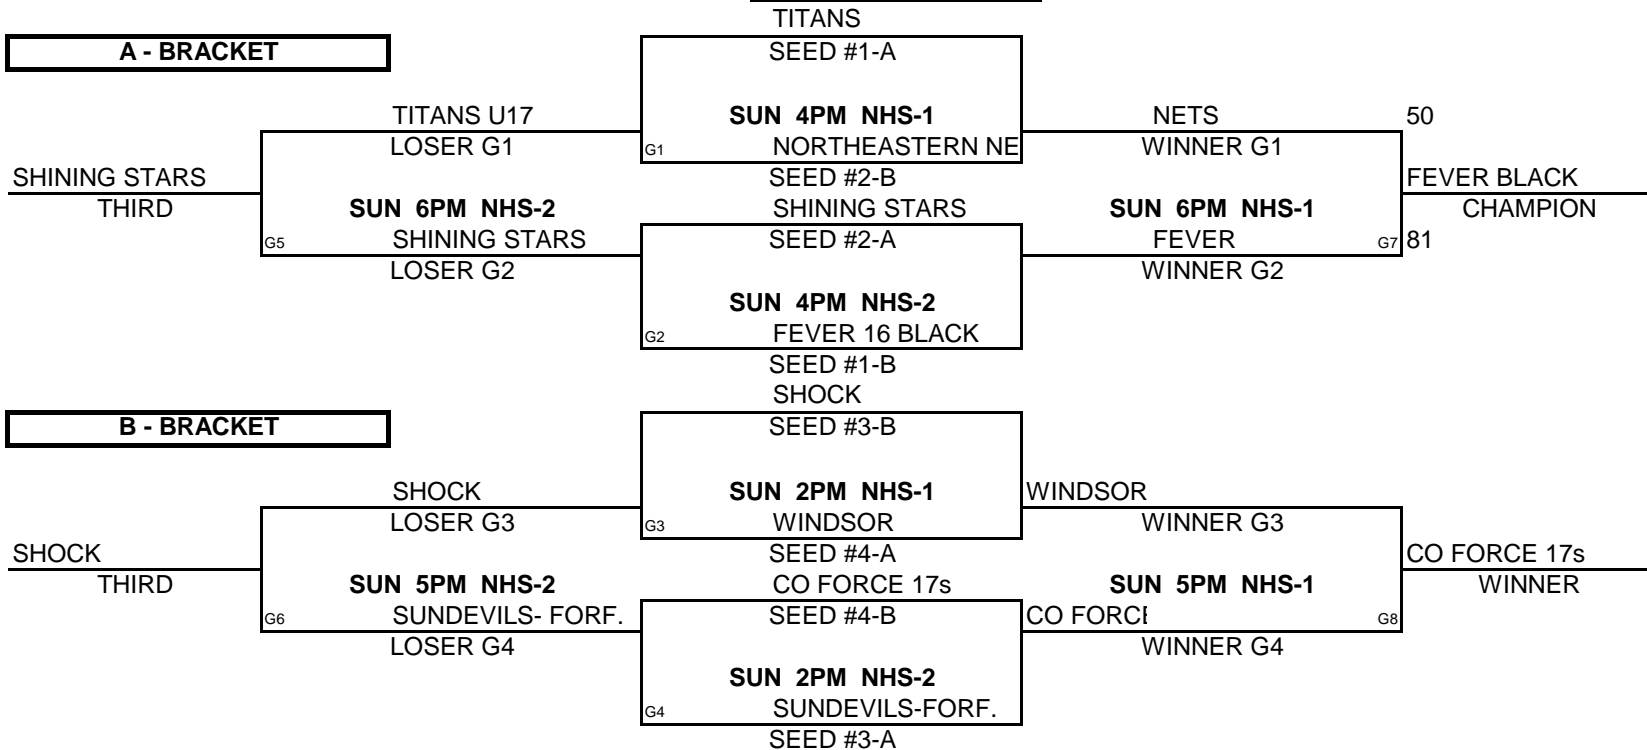 TITANS
A - BRACKET SEED #1-A
TITANS U17 SUN 4PM NHS-1 NETS 50
LOSER G1 G1 NORTHEASTERN NE WINNER G1
SHINING STARS SEED #2-B FEVER BLACK
THIRD SUN 6PM NHS-2 SHINING STARS SUN 6PM NHS-1 CHAMPION
G5 SHINING STARS SEED #2-A FEVER G7 81
LOSER G2 WINNER G2
SUN 4PM NHS-2
G2 FEVER 16 BLACK
SEED #1-B
SHOCK
B - BRACKET SEED #3-B
SHOCK SUN 2PM NHS-1 WINDSOR
LOSER G3 G3 WINDSOR WINNER G3
SHOCK SEED #4-A CO FORCE 17s
THIRD SUN 5PM NHS-2 CO FORCE 17s SUN 5PM NHS-1 WINNER
G6 SUNDEVILS- FORF. SEED #4-B CO FORCE G8
LOSER G4 WINNER G4
SUN 2PM NHS-2
G4 SUNDEVILS-FORF.
SEED #3-A